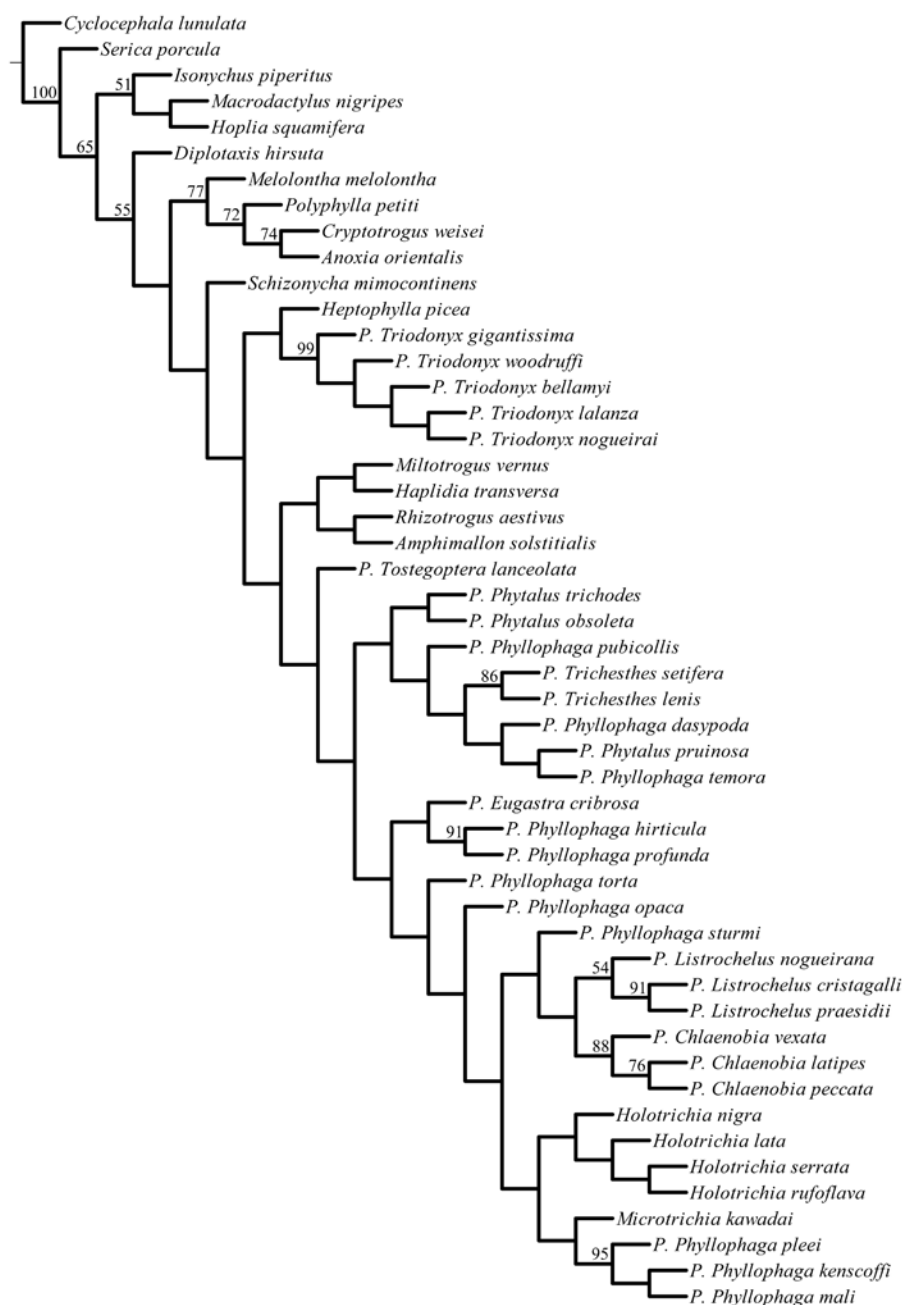 Cyclocephala lunulata
Serica porcula
51 Isonychus piperitus
100 Macrodactylus nigripes
Hoplia squamifera
65 Diplotaxis hirsuta
77 Melolontha melolontha
55 72 Polyphylla petiti
74 Cryptotrogus weisei
Anoxia orientalis
Schizonycha mimocontinens
Heptophylla picea
99 P. Triodonyx gigantissima
P. Triodonyx woodruffi
P. Triodonyx bellamyi
P. Triodonyx lalanza
P. Triodonyx nogueirai
Miltotrogus vernus
Haplidia transversa
Rhizotrogus aestivus
Amphimallon solstitialis
P. Tostegoptera lanceolata
P. Phytalus trichodes
P. Phytalus obsoleta
P. Phyllophaga pubicollis
86 P. Trichesthes setifera
P. Trichesthes lenis
P. Phyllophaga dasypoda
P. Phytalus pruinosa
P. Phyllophaga temora
P. Eugastra cribrosa
91 P. Phyllophaga hirticula
P. Phyllophaga profunda
P. Phyllophaga torta
P. Phyllophaga opaca
P. Phyllophaga sturmi
54 P. Listrochelus nogueirana
91 P. Listrochelus cristagalli
P. Listrochelus praesidii
88 P. Chlaenobia vexata
76 P. Chlaenobia latipes
P. Chlaenobia peccata
Holotrichia nigra
Holotrichia lata
Holotrichia serrata
Holotrichia rufoflava
Microtrichia kawadai
95 P. Phyllophaga pleei
P. Phyllophaga kenscoffi
P. Phyllophaga mali